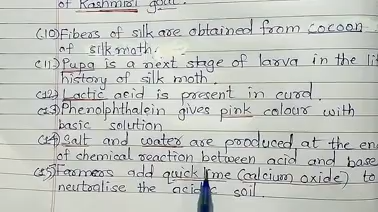 of Kashmiri goat.
(10) Fibers of silk are obtained from cocoon
of silk moth.
(11) Pupa is a next stage of larva in the
history of silk moth.
(12) Lactic acid is present in curd.
(13) Phenolphthalein gives pink colour with
basic solution
(14) Salt and water are produced at the
of chemical reaction between acid and base
(15) Farmers add quick lime (calcium oxide) to
neutralise the soil.